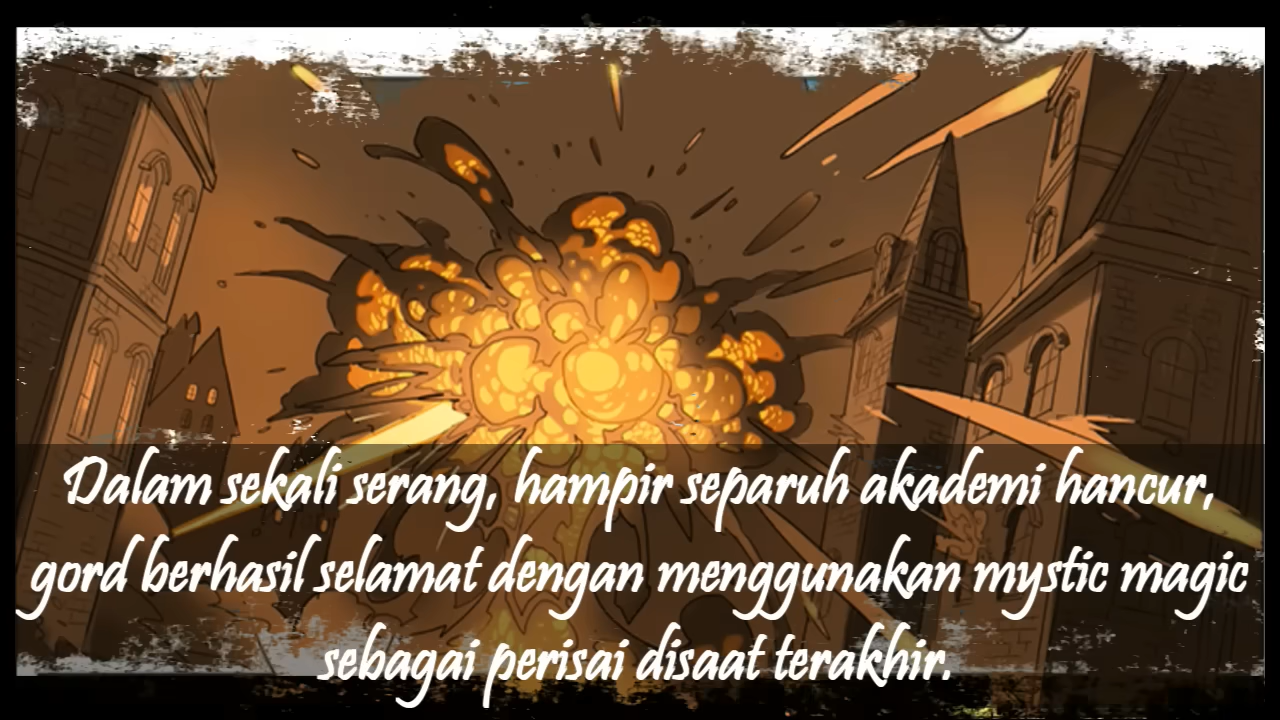 Dalam sekali serang, hampir separuh akademi hancur,
gord berhasil selamat dengan menggunakan mystic magic
sebagai perisai disaat terakhir.